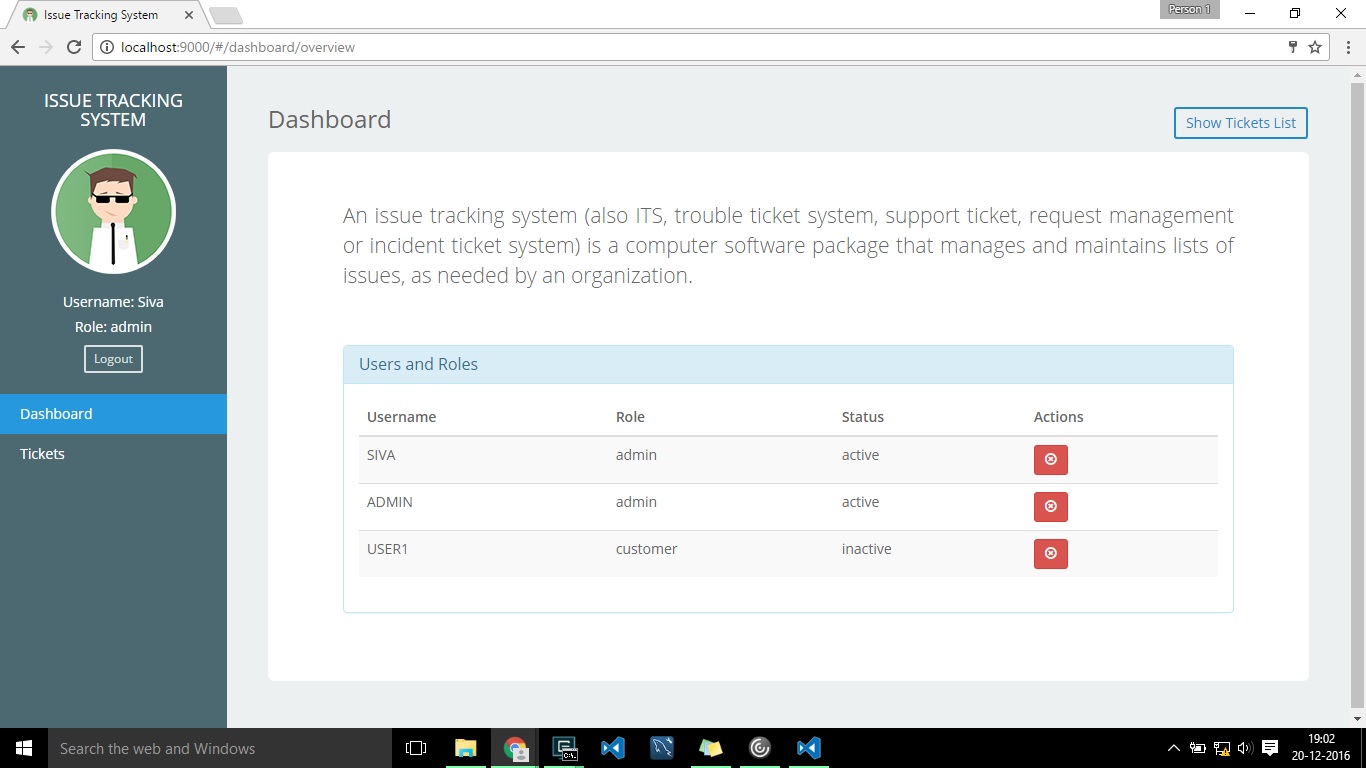 Issue Tracking System
Person 1
localhost:9000/#/dashboard/overview
ISSUE TRACKING
SYSTEM
Username: Siva
Role: admin
Logout
Dashboard
Tickets
Dashboard
Show Tickets List
An issue tracking system (also ITS, trouble ticket system, support ticket, request management
or incident ticket system) is a computer software package that manages and maintains lists of
issues, as needed by an organization.
Users and Roles
Username Role Status Actions
SIVA admin active
ADMIN admin active
USER1 customer inactive
Search the web and Windows
19:02
20-12-2016